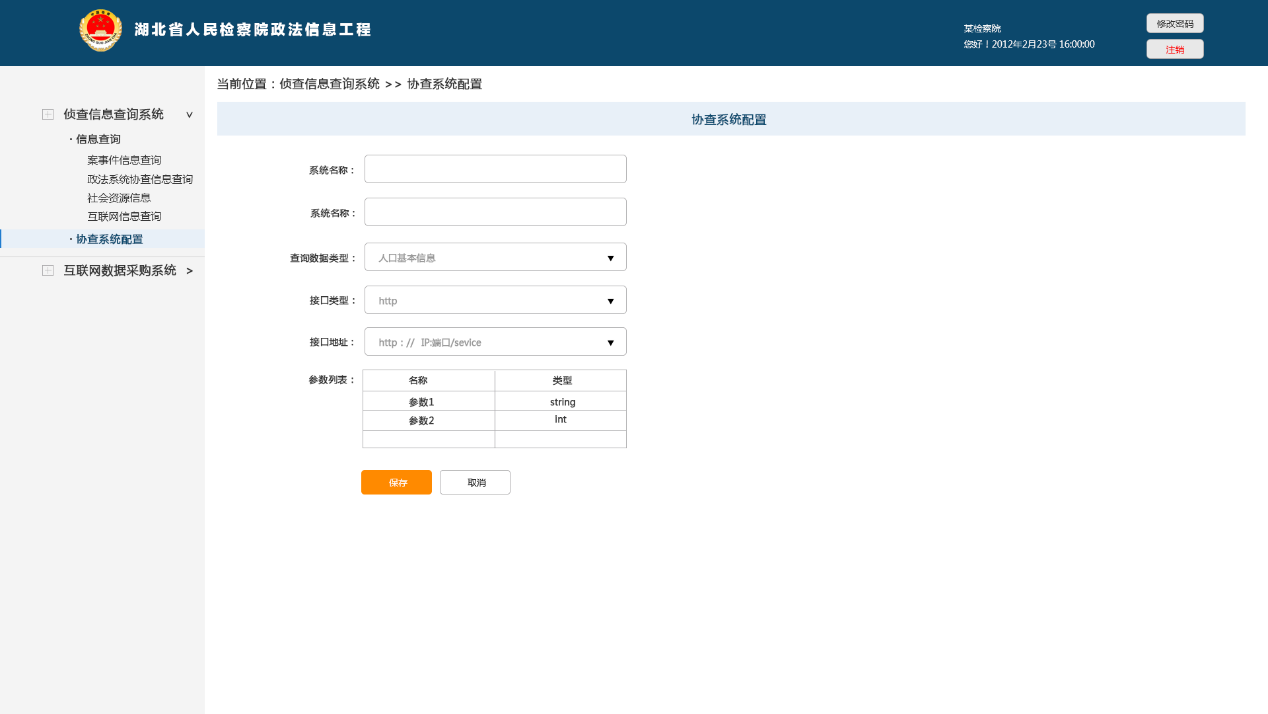 湖北省人民检察院政法信息工程
某检察院
您好！2012年2月23号 16:00:00
修改密码
注销
侦查信息查询系统 ∨
·信息查询
案事件信息查询
政法系统协查信息查询
社会资源信息
互联网信息查询
·协查系统配置
互联网数据采购系统 >
当前位置：侦查信息查询系统 >> 协查系统配置
协查系统配置
系统名称：
系统名称：
查询数据类型： 人口基本信息 ▼
接口类型： http ▼
接口地址： http：// IP:端口/sevice ▼
参数列表： 名称 类型
参数1 string
参数2 int
保存 取消